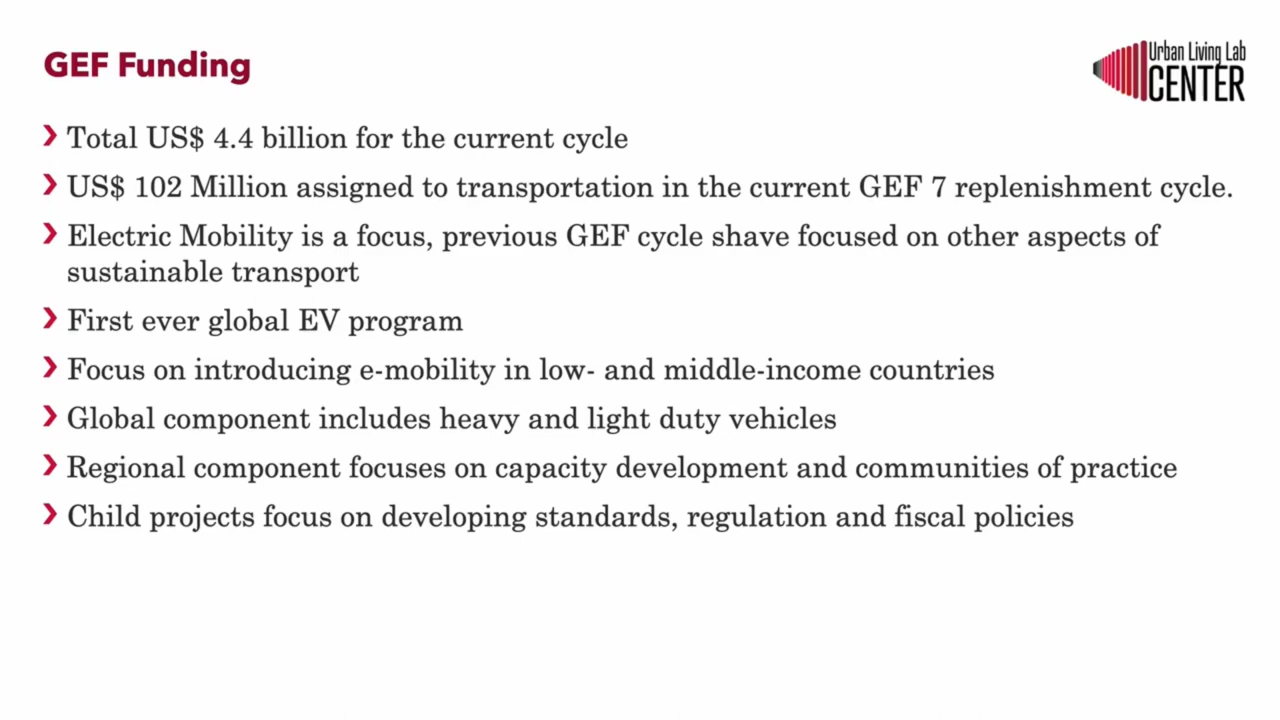 GEF Funding
Urban Living Lab
CENTER
Total US$ 4.4 billion for the current cycle
US$ 102 Million assigned to transportation in the current GEF 7 replenishment cycle.
Electric Mobility is a focus, previous GEF cycle shave focused on other aspects of
sustainable transport
First ever global EV program
Focus on introducing e-mobility in low- and middle-income countries
Global component includes heavy and light duty vehicles
Regional component focuses on capacity development and communities of practice
Child projects focus on developing standards, regulation and fiscal policies